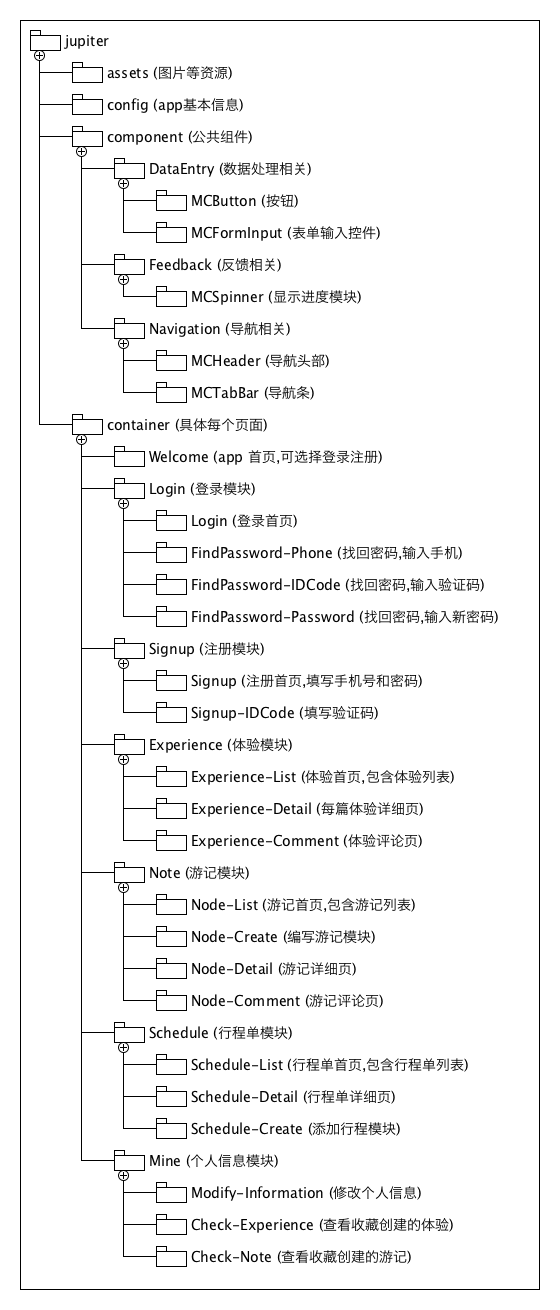 jupiter
assets (图片等资源)
config (app基本信息)
component (公共组件)
DataEntry (数据处理相关)
MCButton (按钮)
MCFormInput (表单输入控件)
Feedback (反馈相关)
MCSpinner (显示进度模块)
Navigation (导航相关)
MCHeader (导航头部)
MCTabBar (导航条)
container (具体每个页面)
Welcome (app 首页,可选择登录注册)
Login (登录模块)
Login (登录首页)
FindPassword-Phone (找回密码,输入手机)
FindPassword-IDCode (找回密码,输入验证码)
FindPassword-Password (找回密码,输入新密码)
Signup (注册模块)
Signup (注册首页,填写手机号和密码)
Signup-IDCode (填写验证码)
Experience (体验模块)
Experience-List (体验首页,包含体验列表)
Experience-Detail (每篇体验详细页)
Experience-Comment (体验评论页)
Note (游记模块)
Node-List (游记首页,包含游记列表)
Node-Create (编写游记模块)
Node-Detail (游记详细页)
Node-Comment (游记评论页)
Schedule (行程单模块)
Schedule-List (行程单首页,包含行程单列表)
Schedule-Detail (行程单详细页)
Schedule-Create (添加行程模块)
Mine (个人信息模块)
Modify-Information (修改个人信息)
Check-Experience (查看收藏创建的体验)
Check-Note (查看收藏创建的游记)